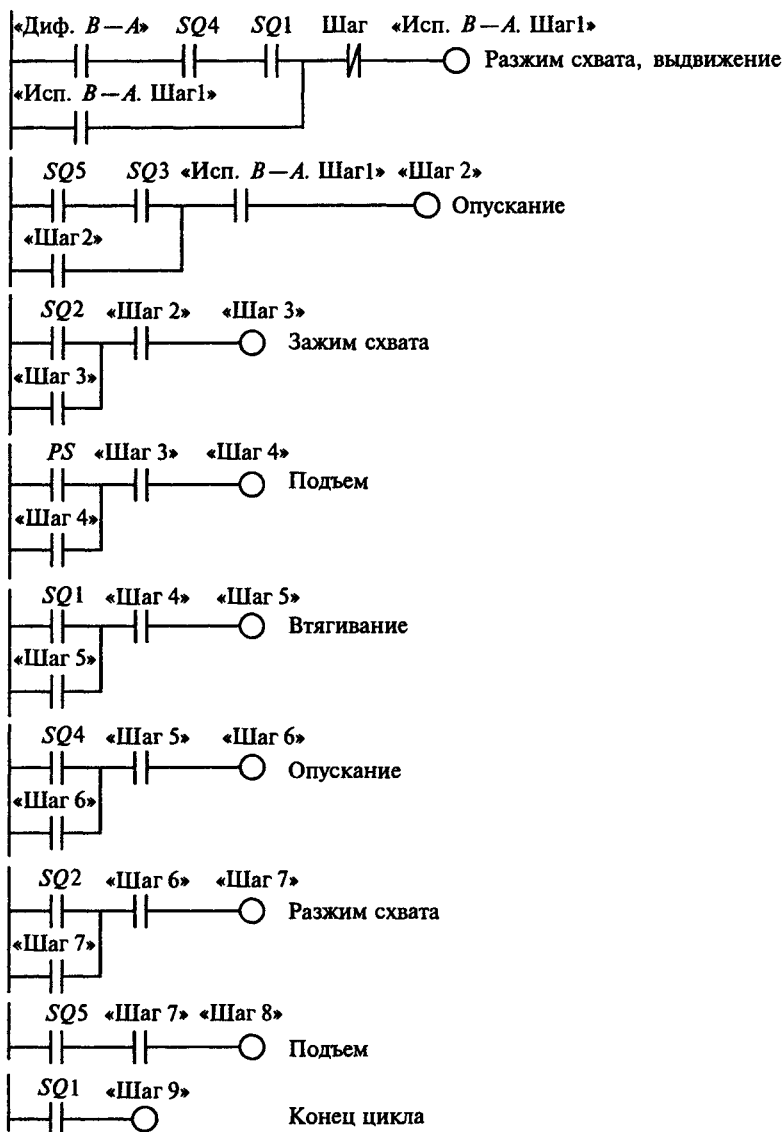 «Диф. B—A» SQ4 SQ1 Шаг «Исп. B—A. Шаг1»
Разжим схвата, выдвижение
«Исп. B—A. Шаг1»
SQ5 SQ3 «Исп. B—A. Шаг1» «Шаг 2»
Опускание
«Шаг2»
SQ2 «Шаг 2» «Шаг 3»
Зажим схвата
«Шаг 3»
PS «Шаг 3» «Шаг 4»
Подъем
«Шаг 4»
SQ1 «Шаг 4» «Шаг 5»
Втягивание
«Шаг 5»
SQ4 «Шаг 5» «Шаг 6»
Опускание
«Шаг 6»
SQ2 «Шаг 6» «Шаг 7»
Разжим схвата
«Шаг 7»
SQ5 «Шаг 7» «Шаг 8»
Подъем
SQ1 «Шаг 9»
Конец цикла